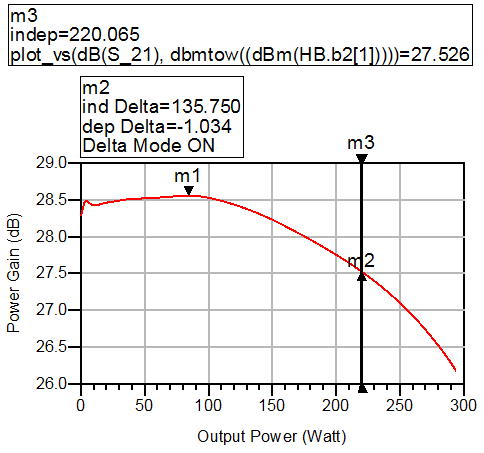 m3
indep=220.065
plot_vs(dB(S_21), dbmtow((dBm(HB.b2[1]))))=27.526
m2
ind Delta=135.750
dep Delta=-1.034
Delta Mode ON
m3
m1
m2
29.0
28.5
28.0
27.5
27.0
26.5
26.0
Power Gain (dB)
0 50 100 150 200 250 300
Output Power (Watt)